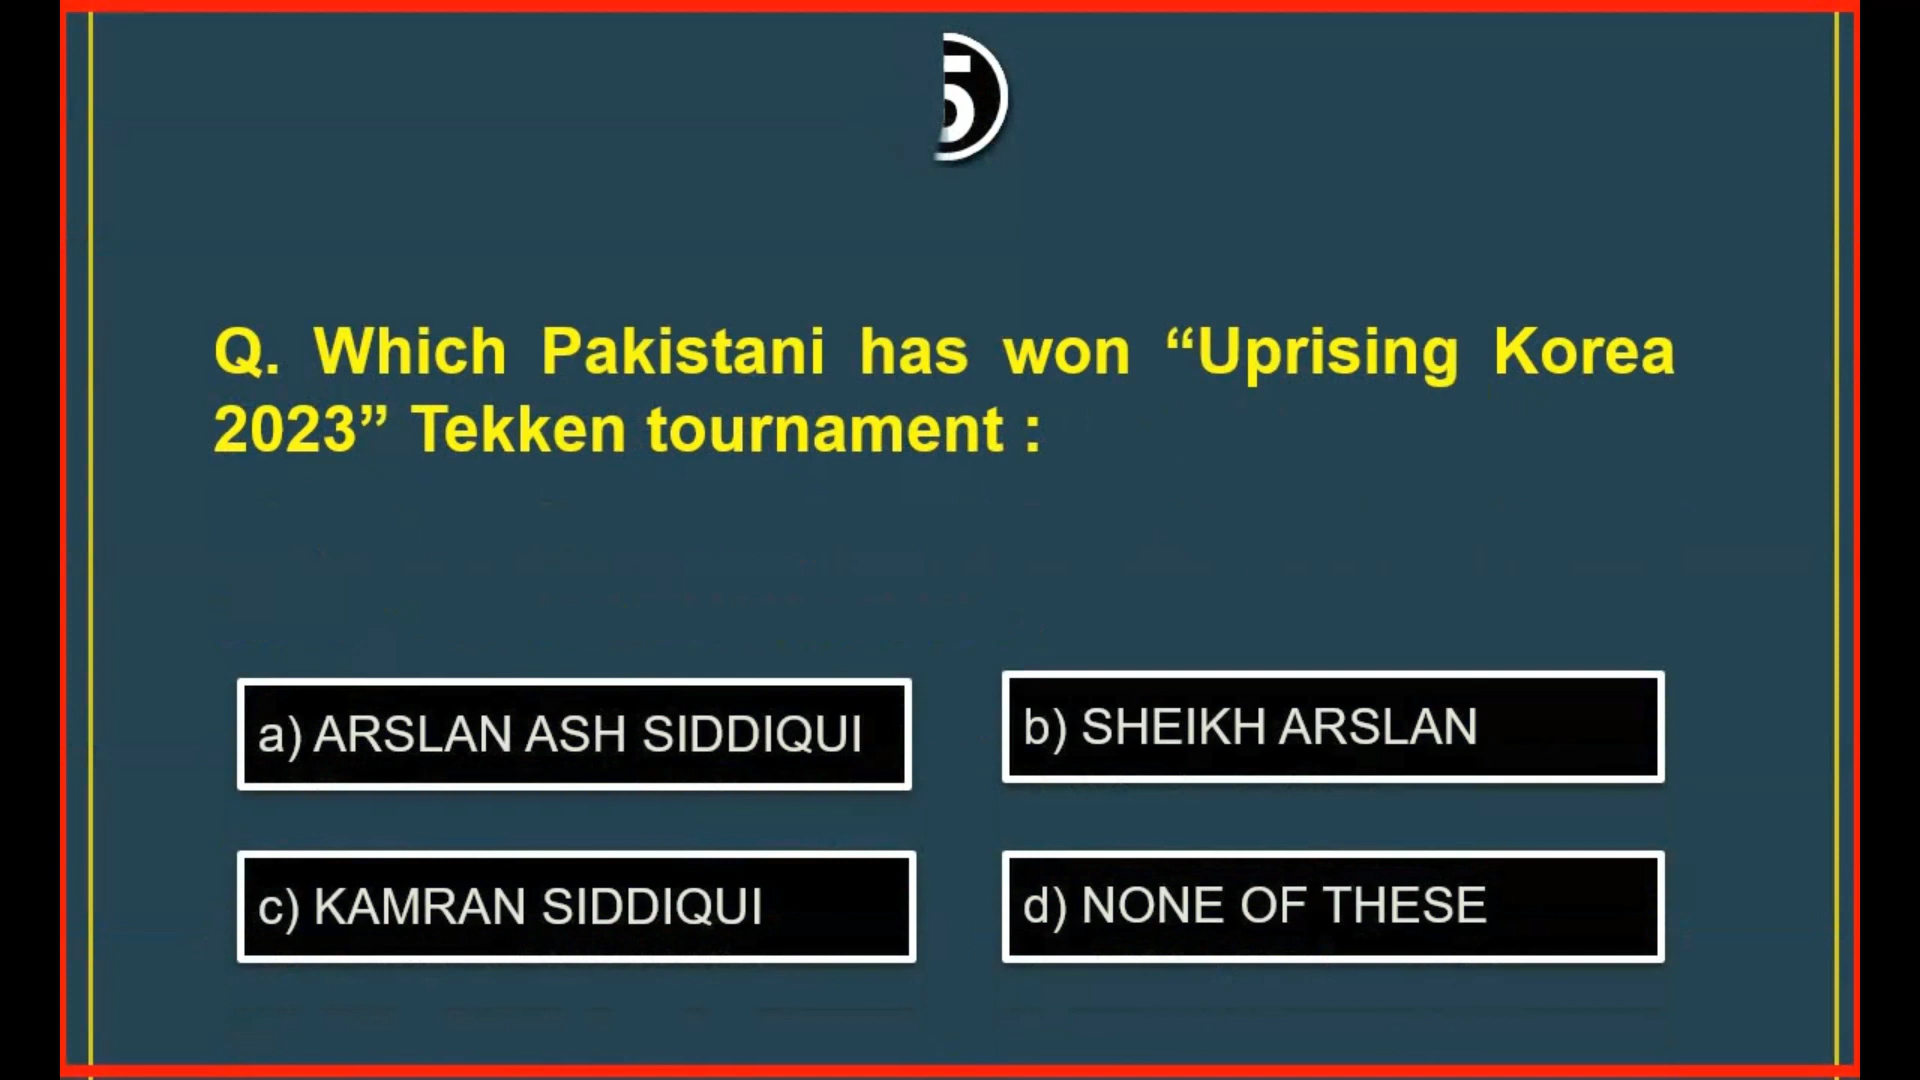 5
Q. Which Pakistani has won “Uprising Korea
2023” Tekken tournament :
a) ARSLAN ASH SIDDIQUI
b) SHEIKH ARSLAN
c) KAMRAN SIDDIQUI
d) NONE OF THESE